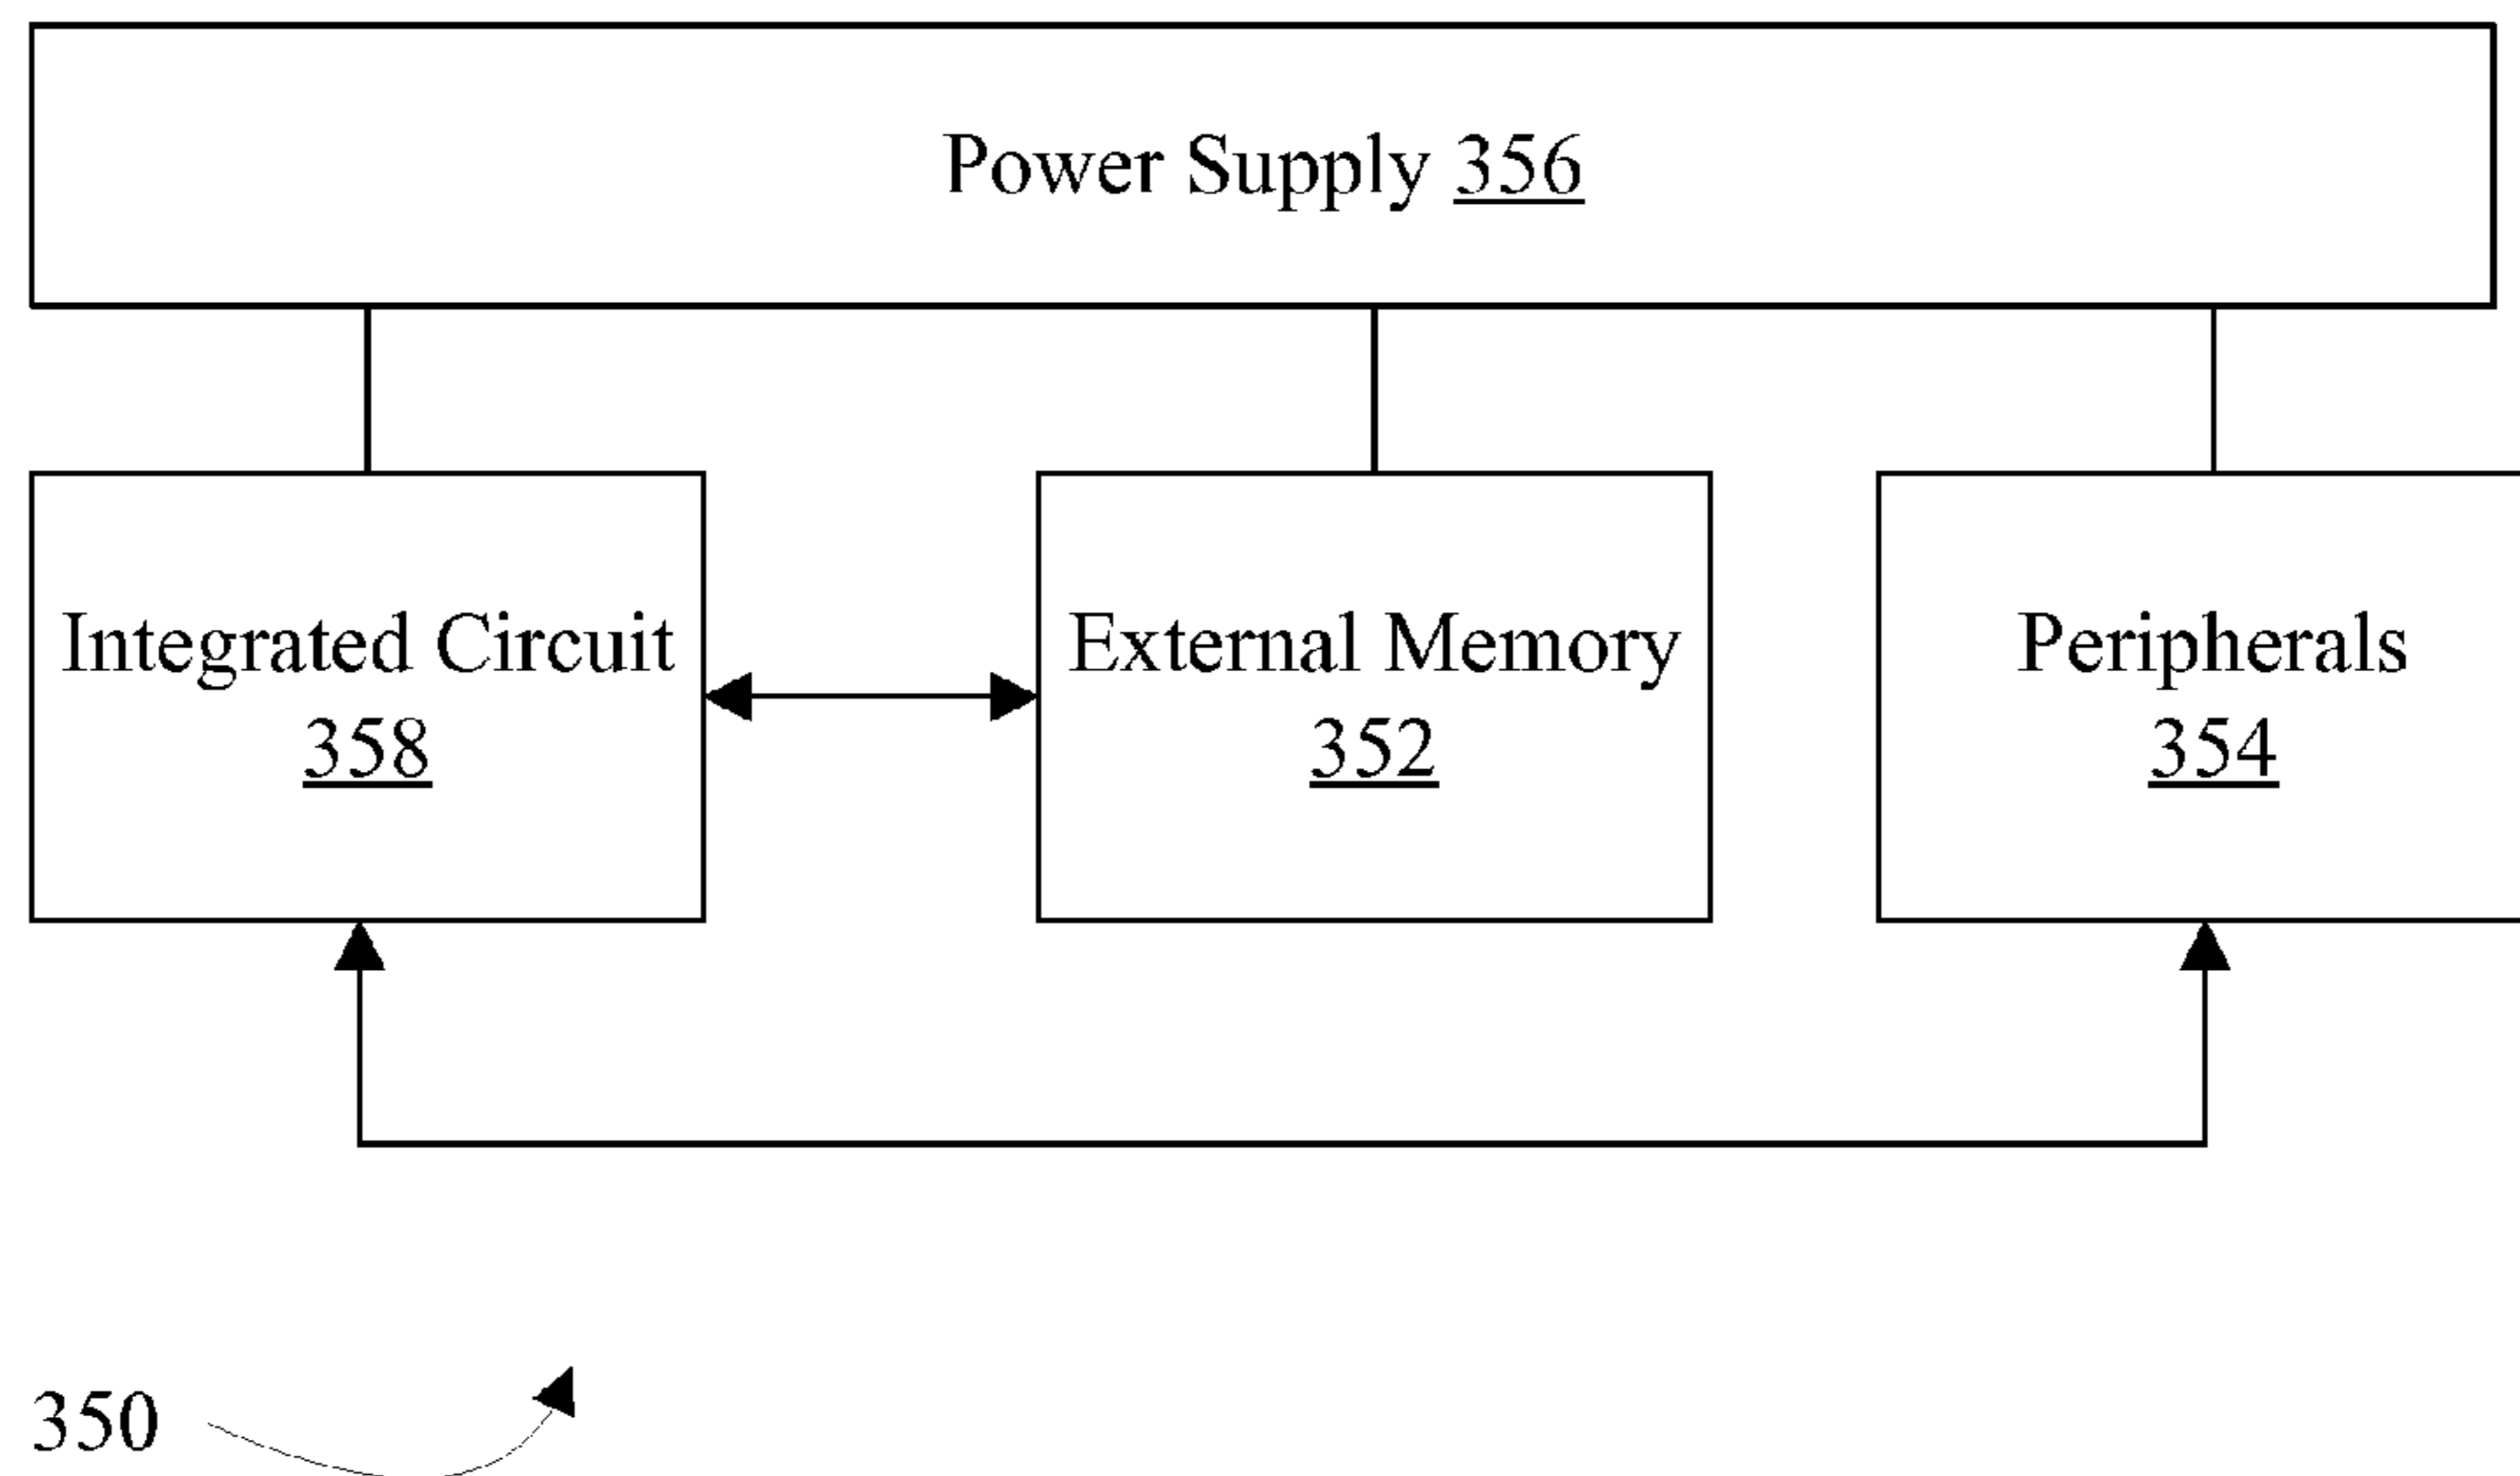 Power Supply 356
Integrated Circuit
358
External Memory
352
Peripherals
354
350